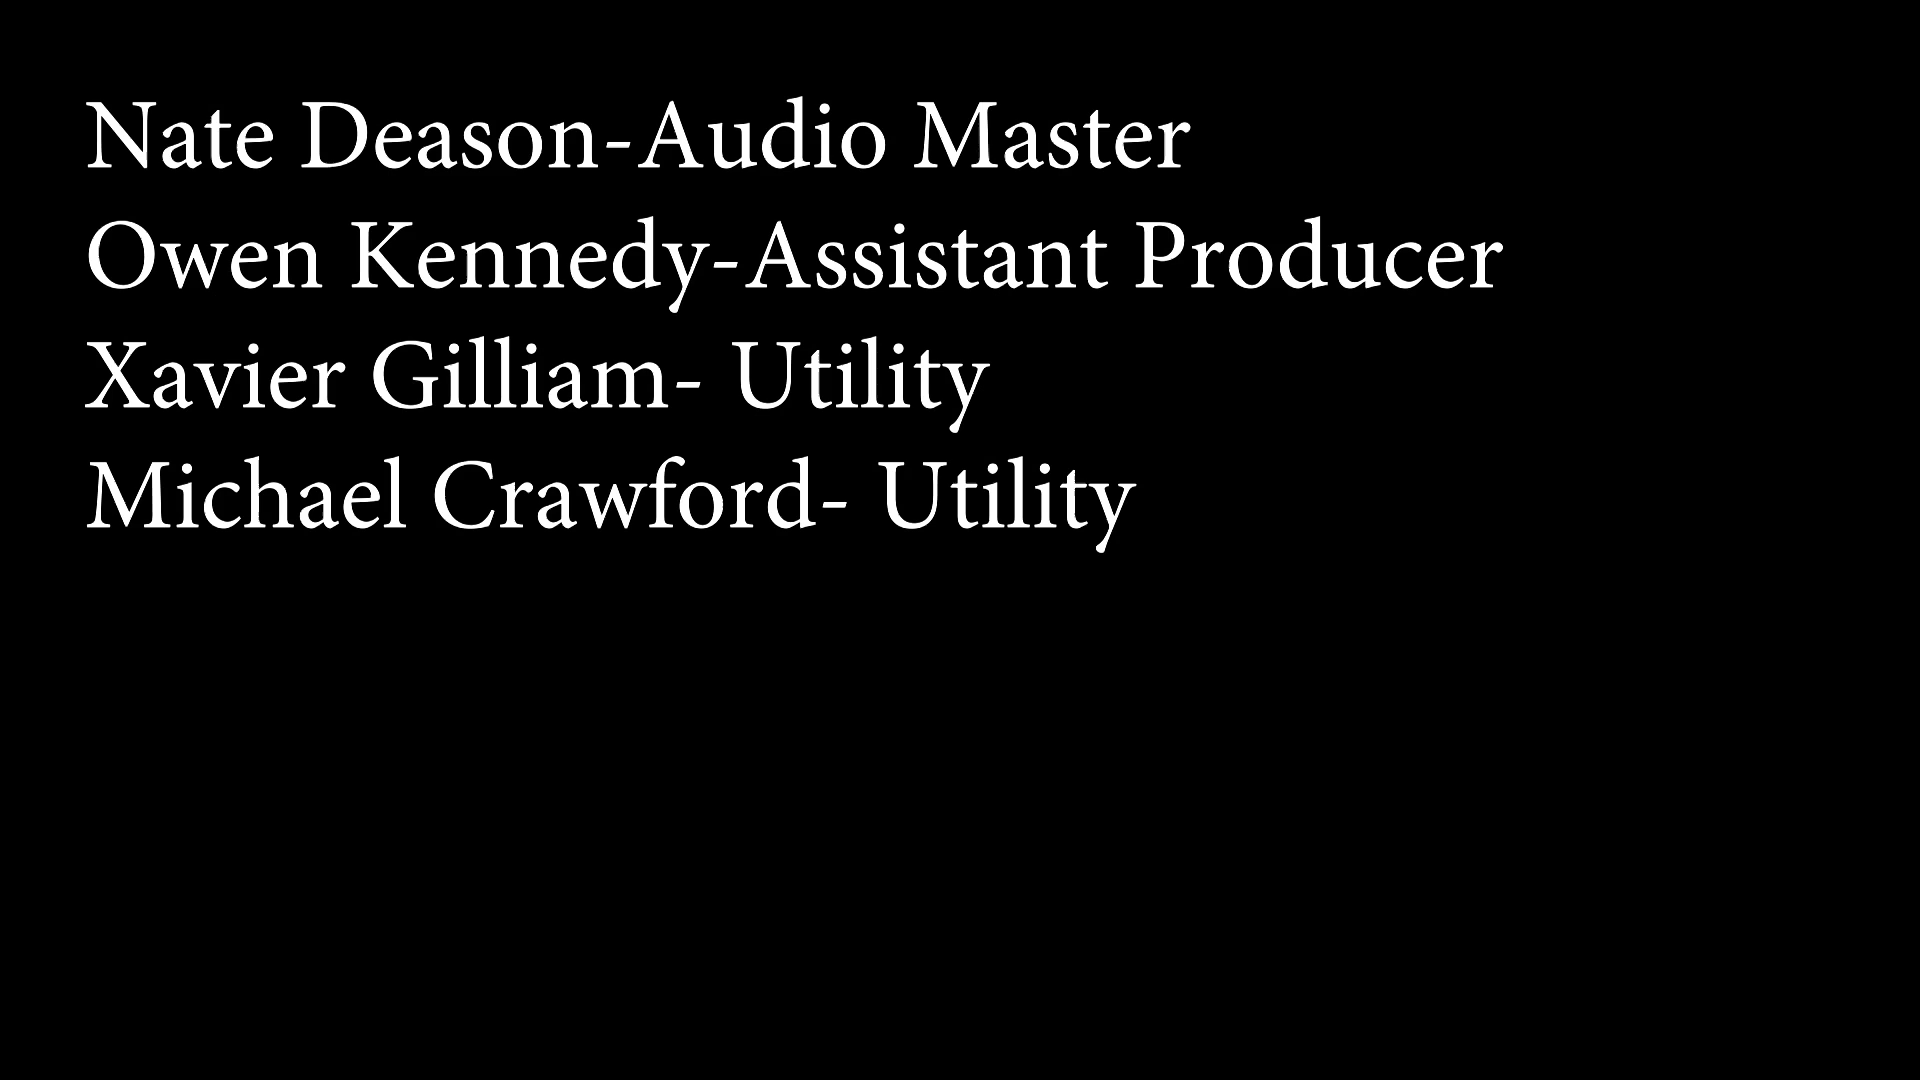 Nate Deason-Audio Master
Owen Kennedy-Assistant Producer
Xavier Gilliam- Utility
Michael Crawford- Utility